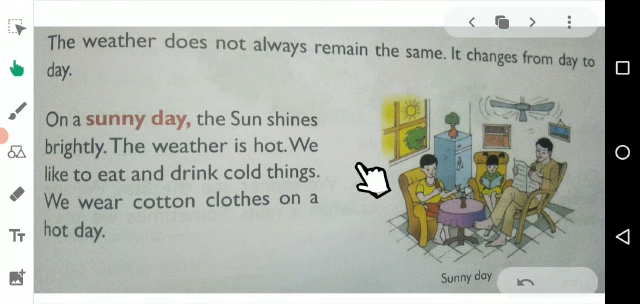 The weather does not always remain the same. It changes from day to
day.
On a sunny day, the Sun shines
brightly. The weather is hot. We
like to eat and drink cold things.
We wear cotton clothes on a
hot day.
Sunny day
Tт